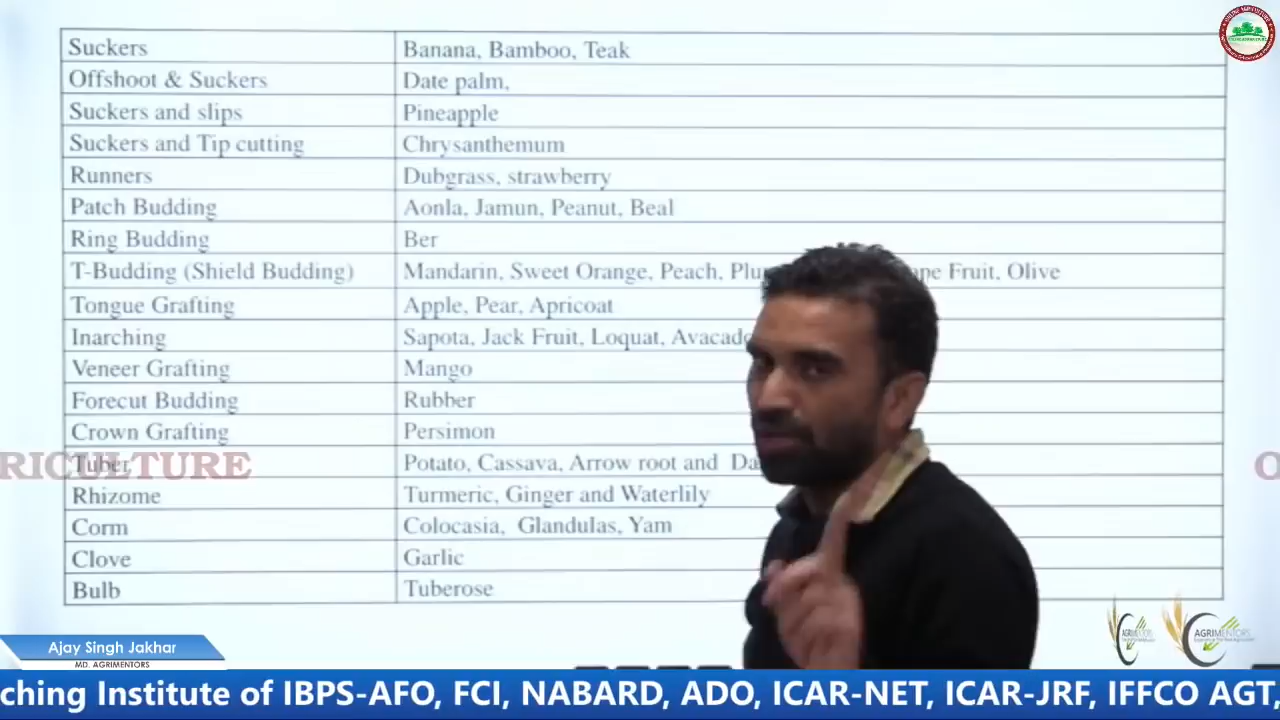 Suckers Banana, Bamboo, Teak
Offshoot & Suckers Date palm,
Suckers and slips Pineapple
Suckers and Tip cutting Chrysanthemum
Runners Dubgrass, strawberry
Patch Budding Aonla, Jamun, Peanut, Beal
Ring Budding Ber
T-Budding (Shield Budding) Mandarin, Sweet Orange, Peach, Fruit, Olive
Tongue Grafting Apple, Pear, Apricoat
Inarching Sapota, Jack Fruit, Loquat, Avacado
Veneer Grafting Mango
Forecut Budding Rubber
Crown Grafting Persimon
Tuber Potato, Cassava, Arrow root and
RICULTURE
Rhizome Turmeric, Ginger and Waterlily
Corm Colocasia, Glandulas, Yam
Clove Garlic
Bulb Tuberose
AGRIMENTORS
AGRIMENTORS
Ajay Singh Jakhar
MD. AGRIMENTORS
ching Institute of IBPS-AFO, FCI, NABARD, ADO, ICAR-NET, ICAR-JRF, IFFCO AGT,